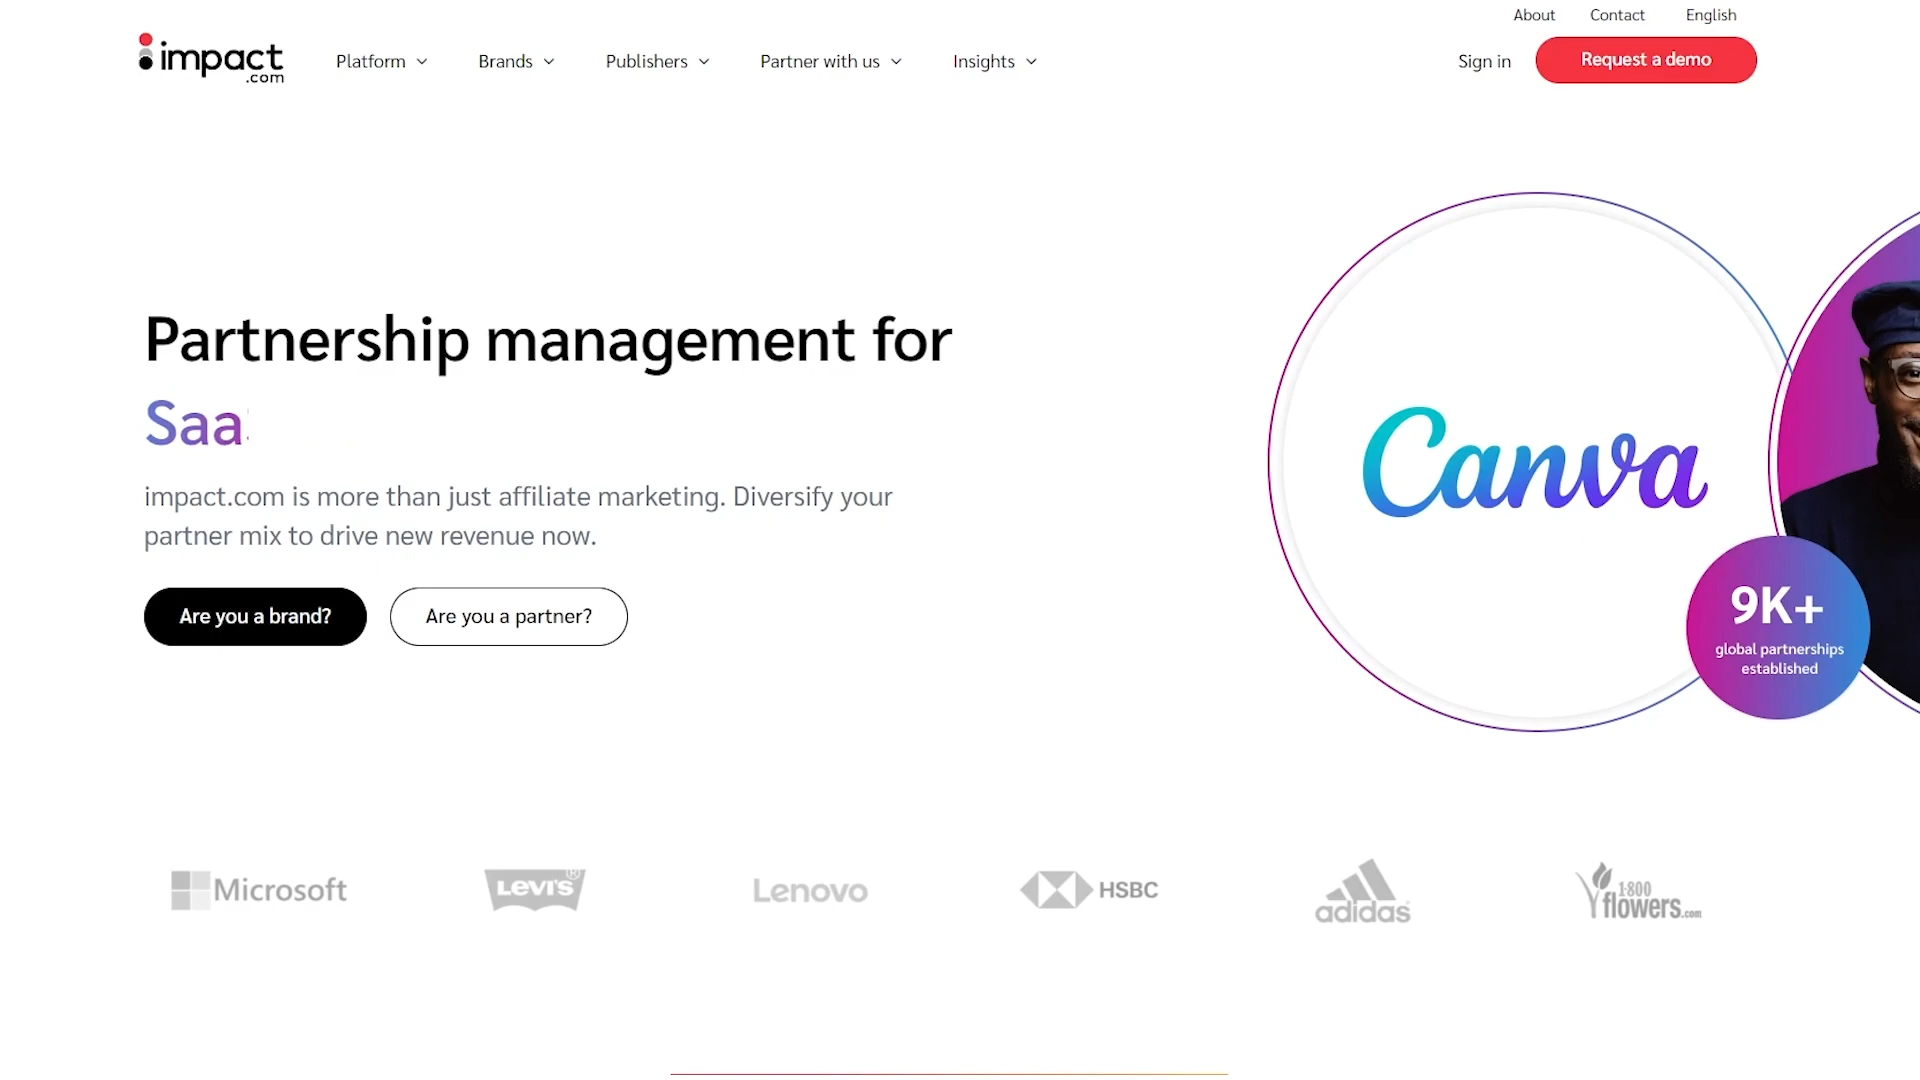 About Contact English
impact
.com
Platform Brands Publishers Partner with us Insights
Sign in Request a demo
Partnership management for
Saa
impact.com is more than just affiliate marketing. Diversify your
partner mix to drive new revenue now.
Are you a brand? Are you a partner?
Canva
9K+
global partnerships
established
Microsoft
LEVI'S®
Lenovo
HSBC
adidas
1·800
flowers.com